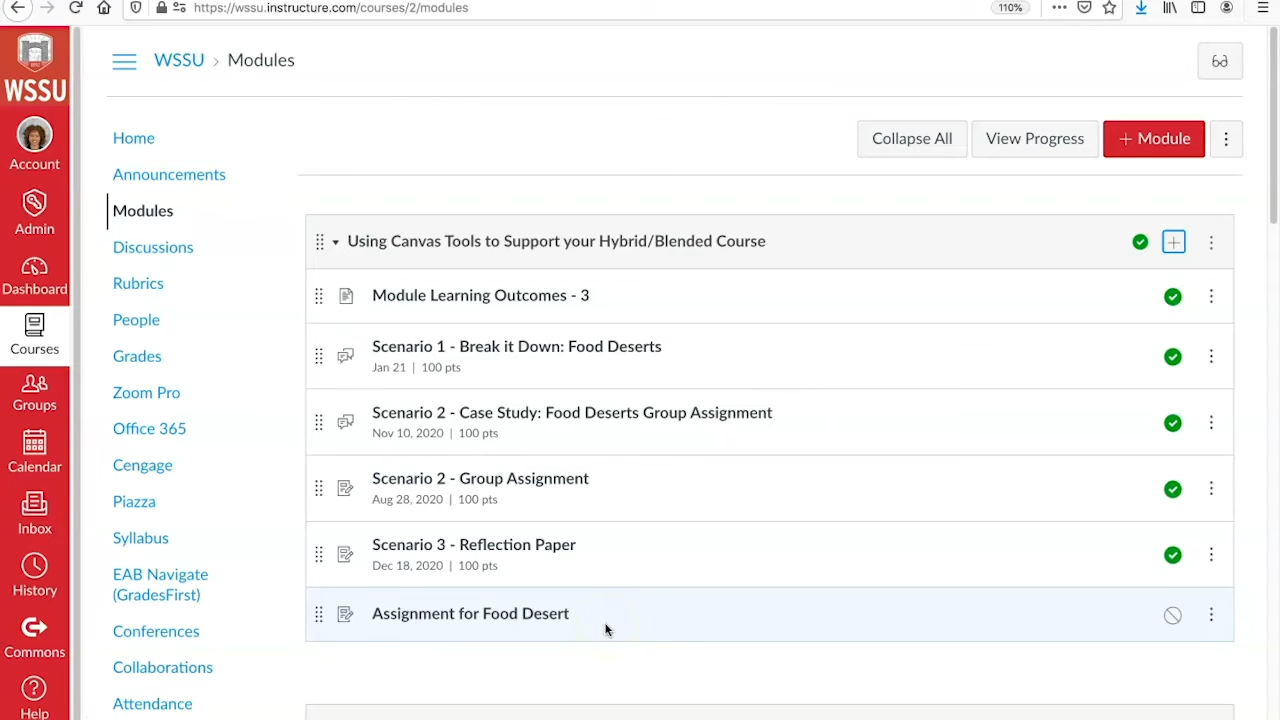 https://wssu.instructure.com/courses/2/modules
110%
WSSU
Account
Admin
Dashboard
Courses
Groups
Calendar
Inbox
History
Commons
Help
WSSU > Modules
Home
Announcements
Modules
Discussions
Rubrics
People
Grades
Zoom Pro
Office 365
Cengage
Piazza
Syllabus
EAB Navigate
(GradesFirst)
Conferences
Collaborations
Attendance
Collapse All
View Progress
+ Module
Using Canvas Tools to Support your Hybrid/Blended Course
Module Learning Outcomes - 3
Scenario 1 - Break it Down: Food Deserts
Jan 21 | 100 pts
Scenario 2 - Case Study: Food Deserts Group Assignment
Nov 10, 2020 | 100 pts
Scenario 2 - Group Assignment
Aug 28, 2020 | 100 pts
Scenario 3 - Reflection Paper
Dec 18, 2020 | 100 pts
Assignment for Food Desert